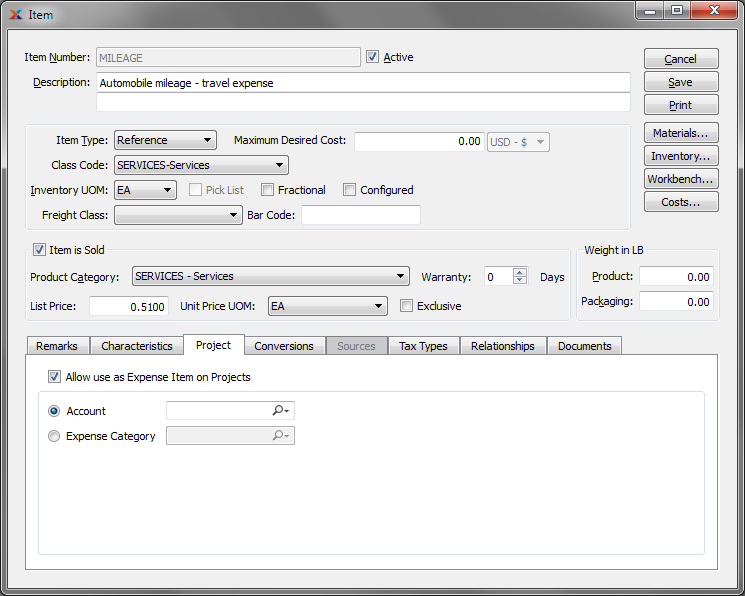 Item
Item Number: MILEAGE Active Cancel
Description: Automobile mileage - travel expense Save
Print
Item Type: Reference Maximum Desired Cost: 0.00 USD - $ Materials...
Class Code: SERVICES-Services Inventory...
Inventory UOM: EA Pick List Fractional Configured Workbench...
Freight Class: Bar Code: Costs...
Item is Sold Weight in LB
Product Category: SERVICES - Services Warranty: 0 Days Product: 0.00
List Price: 0.5100 Unit Price UOM: EA Exclusive Packaging: 0.00
Remarks Characteristics Project Conversions Sources Tax Types Relationships Documents
Allow use as Expense Item on Projects
Account
Expense Category